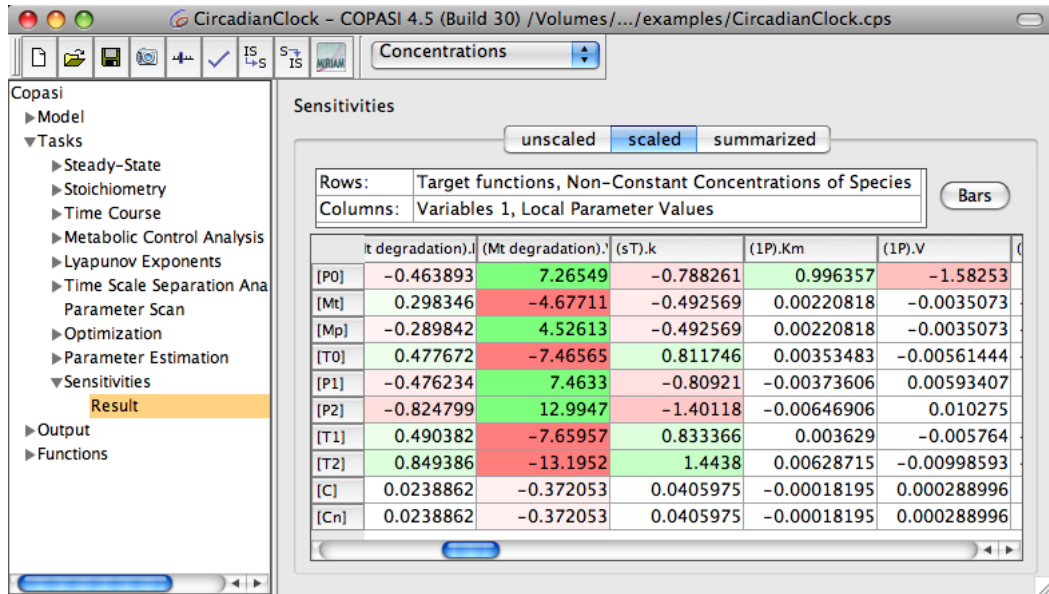 CircadianClock – COPASI 4.5 (Build 30) /Volumes/.../examples/CircadianClock.cps
IS S S IS MIRIAM Concentrations
Copasi
Model
Tasks
Steady-State
Stoichiometry
Time Course
Metabolic Control Analysis
Lyapunov Exponents
Time Scale Separation Ana
Parameter Scan
Optimization
Parameter Estimation
Sensitivities
Result
Output
Functions
Sensitivities
unscaled scaled summarized
Rows: Target functions, Non-Constant Concentrations of Species
Columns: Variables 1, Local Parameter Values
Bars
t degradation). (Mt degradation). (sT).k (1P).Km (1P).V (
[P0] -0.463893 7.26549 -0.788261 0.996357 -1.58253
[Mt] 0.298346 -4.67711 -0.492569 0.00220818 -0.0035073
[Mp] -0.289842 4.52613 -0.492569 0.00220818 -0.0035073
[T0] 0.477672 -7.46565 0.811746 0.00353483 -0.00561444
[P1] -0.476234 7.4633 -0.80921 -0.00373606 0.00593407
[P2] -0.824799 12.9947 -1.40118 -0.00646906 0.010275
[T1] 0.490382 -7.65957 0.833366 0.003629 -0.005764
[T2] 0.849386 -13.1952 1.4438 0.00628715 -0.00998593
[C] 0.0238862 -0.372053 0.0405975 -0.00018195 0.000288996
[Cn] 0.0238862 -0.372053 0.0405975 -0.00018195 0.000288996